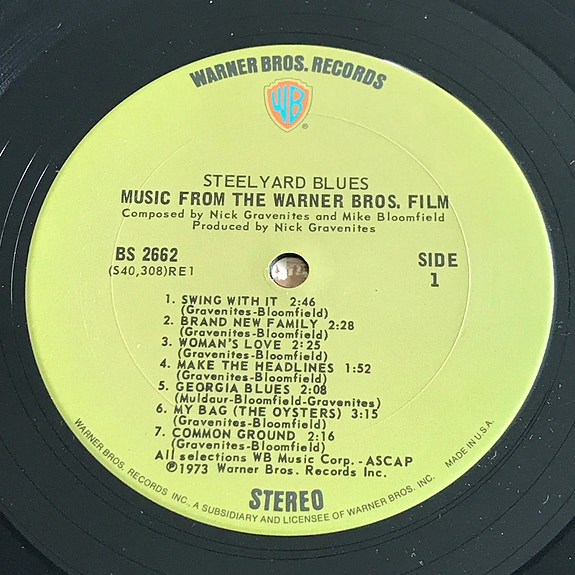 WARNER BROS. RECORDS
WB
®
STEELYARD BLUES
MUSIC FROM THE WARNER BROS. FILM
Composed by Nick Gravenites and Mike Bloomfield
Produced by Nick Gravenites
BS 2662
(S40,308)RE1
SIDE
1
1. SWING WITH IT 2:46
(Gravenites-Bloomfield)
2. BRAND NEW FAMILY 2:28
(Gravenites-Bloomfield)
3. WOMAN'S LOVE 2:25
(Gravenites-Bloomfield)
4. MAKE THE HEADLINES 1:52
(Gravenites-Bloomfield)
5. GEORGIA BLUES 2:08
(Muldaur-Bloomfield-Gravenites)
6. MY BAG (THE OYSTERS) 3:15
(Gravenites-Bloomfield)
7. COMMON GROUND 2:16
(Gravenites-Bloomfield)
All selections WB Music Corp. - ASCAP
℗1973 Warner Bros. Records Inc.
STEREO
WARNER BROS. RECORDS INC., A SUBSIDIARY AND LICENSEE OF WARNER BROS. INC.
MADE IN U.S.A.